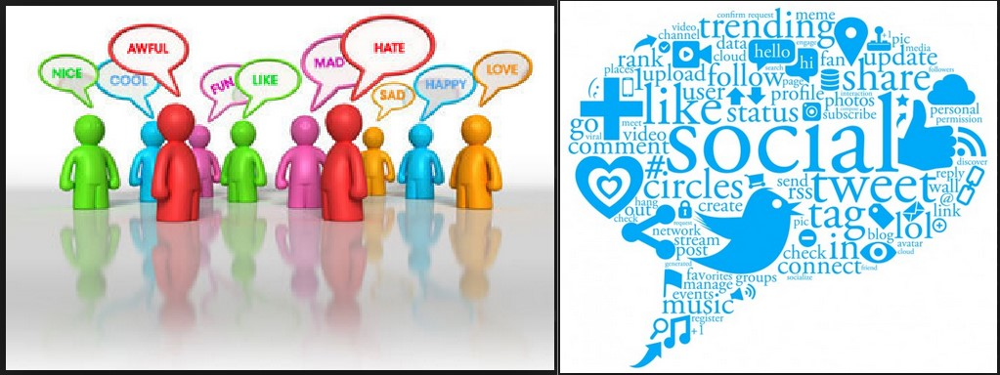 NICE
COOL
AWFUL
FUN
LIKE
MAD
HATE
SAD
HAPPY
LOVE
confirm request
meme
trending
video
channel
data
cloud
hello
engage
hi
fan
pic
media
update
rank
places
upload
search
follow
page
share
followers
user
profile
interaction
photos
like
status
subscribe
personal
permission
go
viral
meet
video
comment
social
discover
#
circles
send
rss
tweet
reply
wall
@
link
hang
out
check
create
request
network
stream
post
generated
pic
tag
blog
lol
avatar
cloud
check
in
connect
friend
favorites
groups
socialize
manage
events
music
register
+1